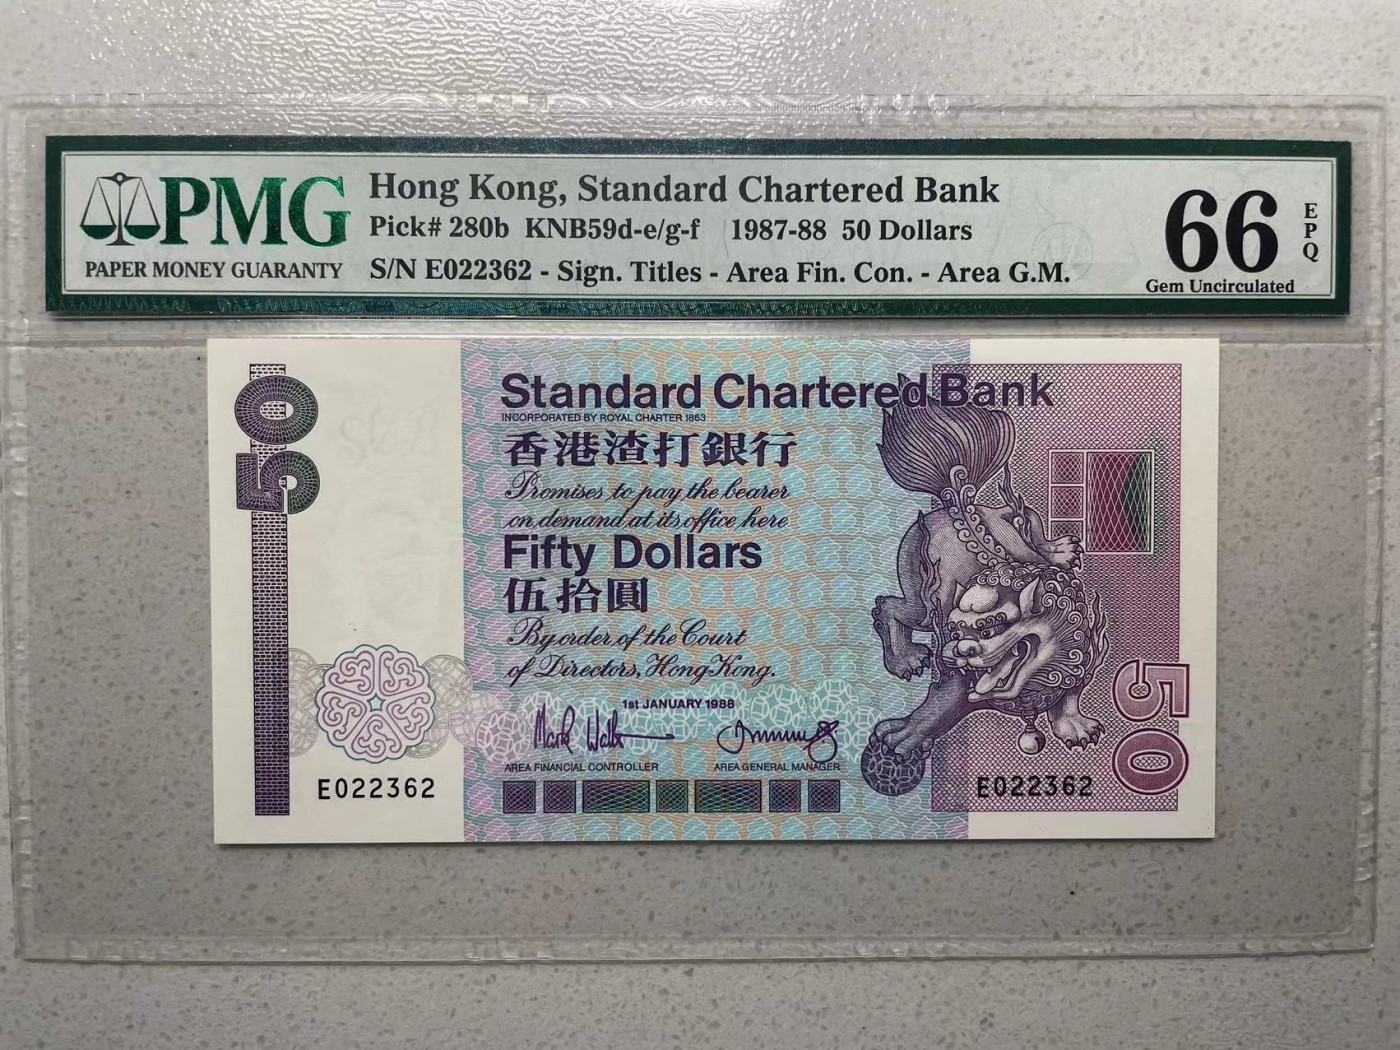 PMG
PAPER MONEY GUARANTY
Hong Kong, Standard Chartered Bank
Pick# 280b KNB59d-e/g-f 1987-88 50 Dollars
S/N E022362 - Sign. Titles - Area Fin. Con. - Area G.M.
66
EPQ
Gem Uncirculated
50
Standard Chartered Bank
INCORPORATED BY ROYAL CHARTER 1853
香港渣打銀行
Promises to pay the bearer
on demand at its office here
Fifty Dollars
伍拾圓
By order of the Court
of Directors, Hong Kong.
1st JANUARY 1988
AREA FINANCIAL CONTROLLER
AREA GENERAL MANAGER
E022362
E022362
50